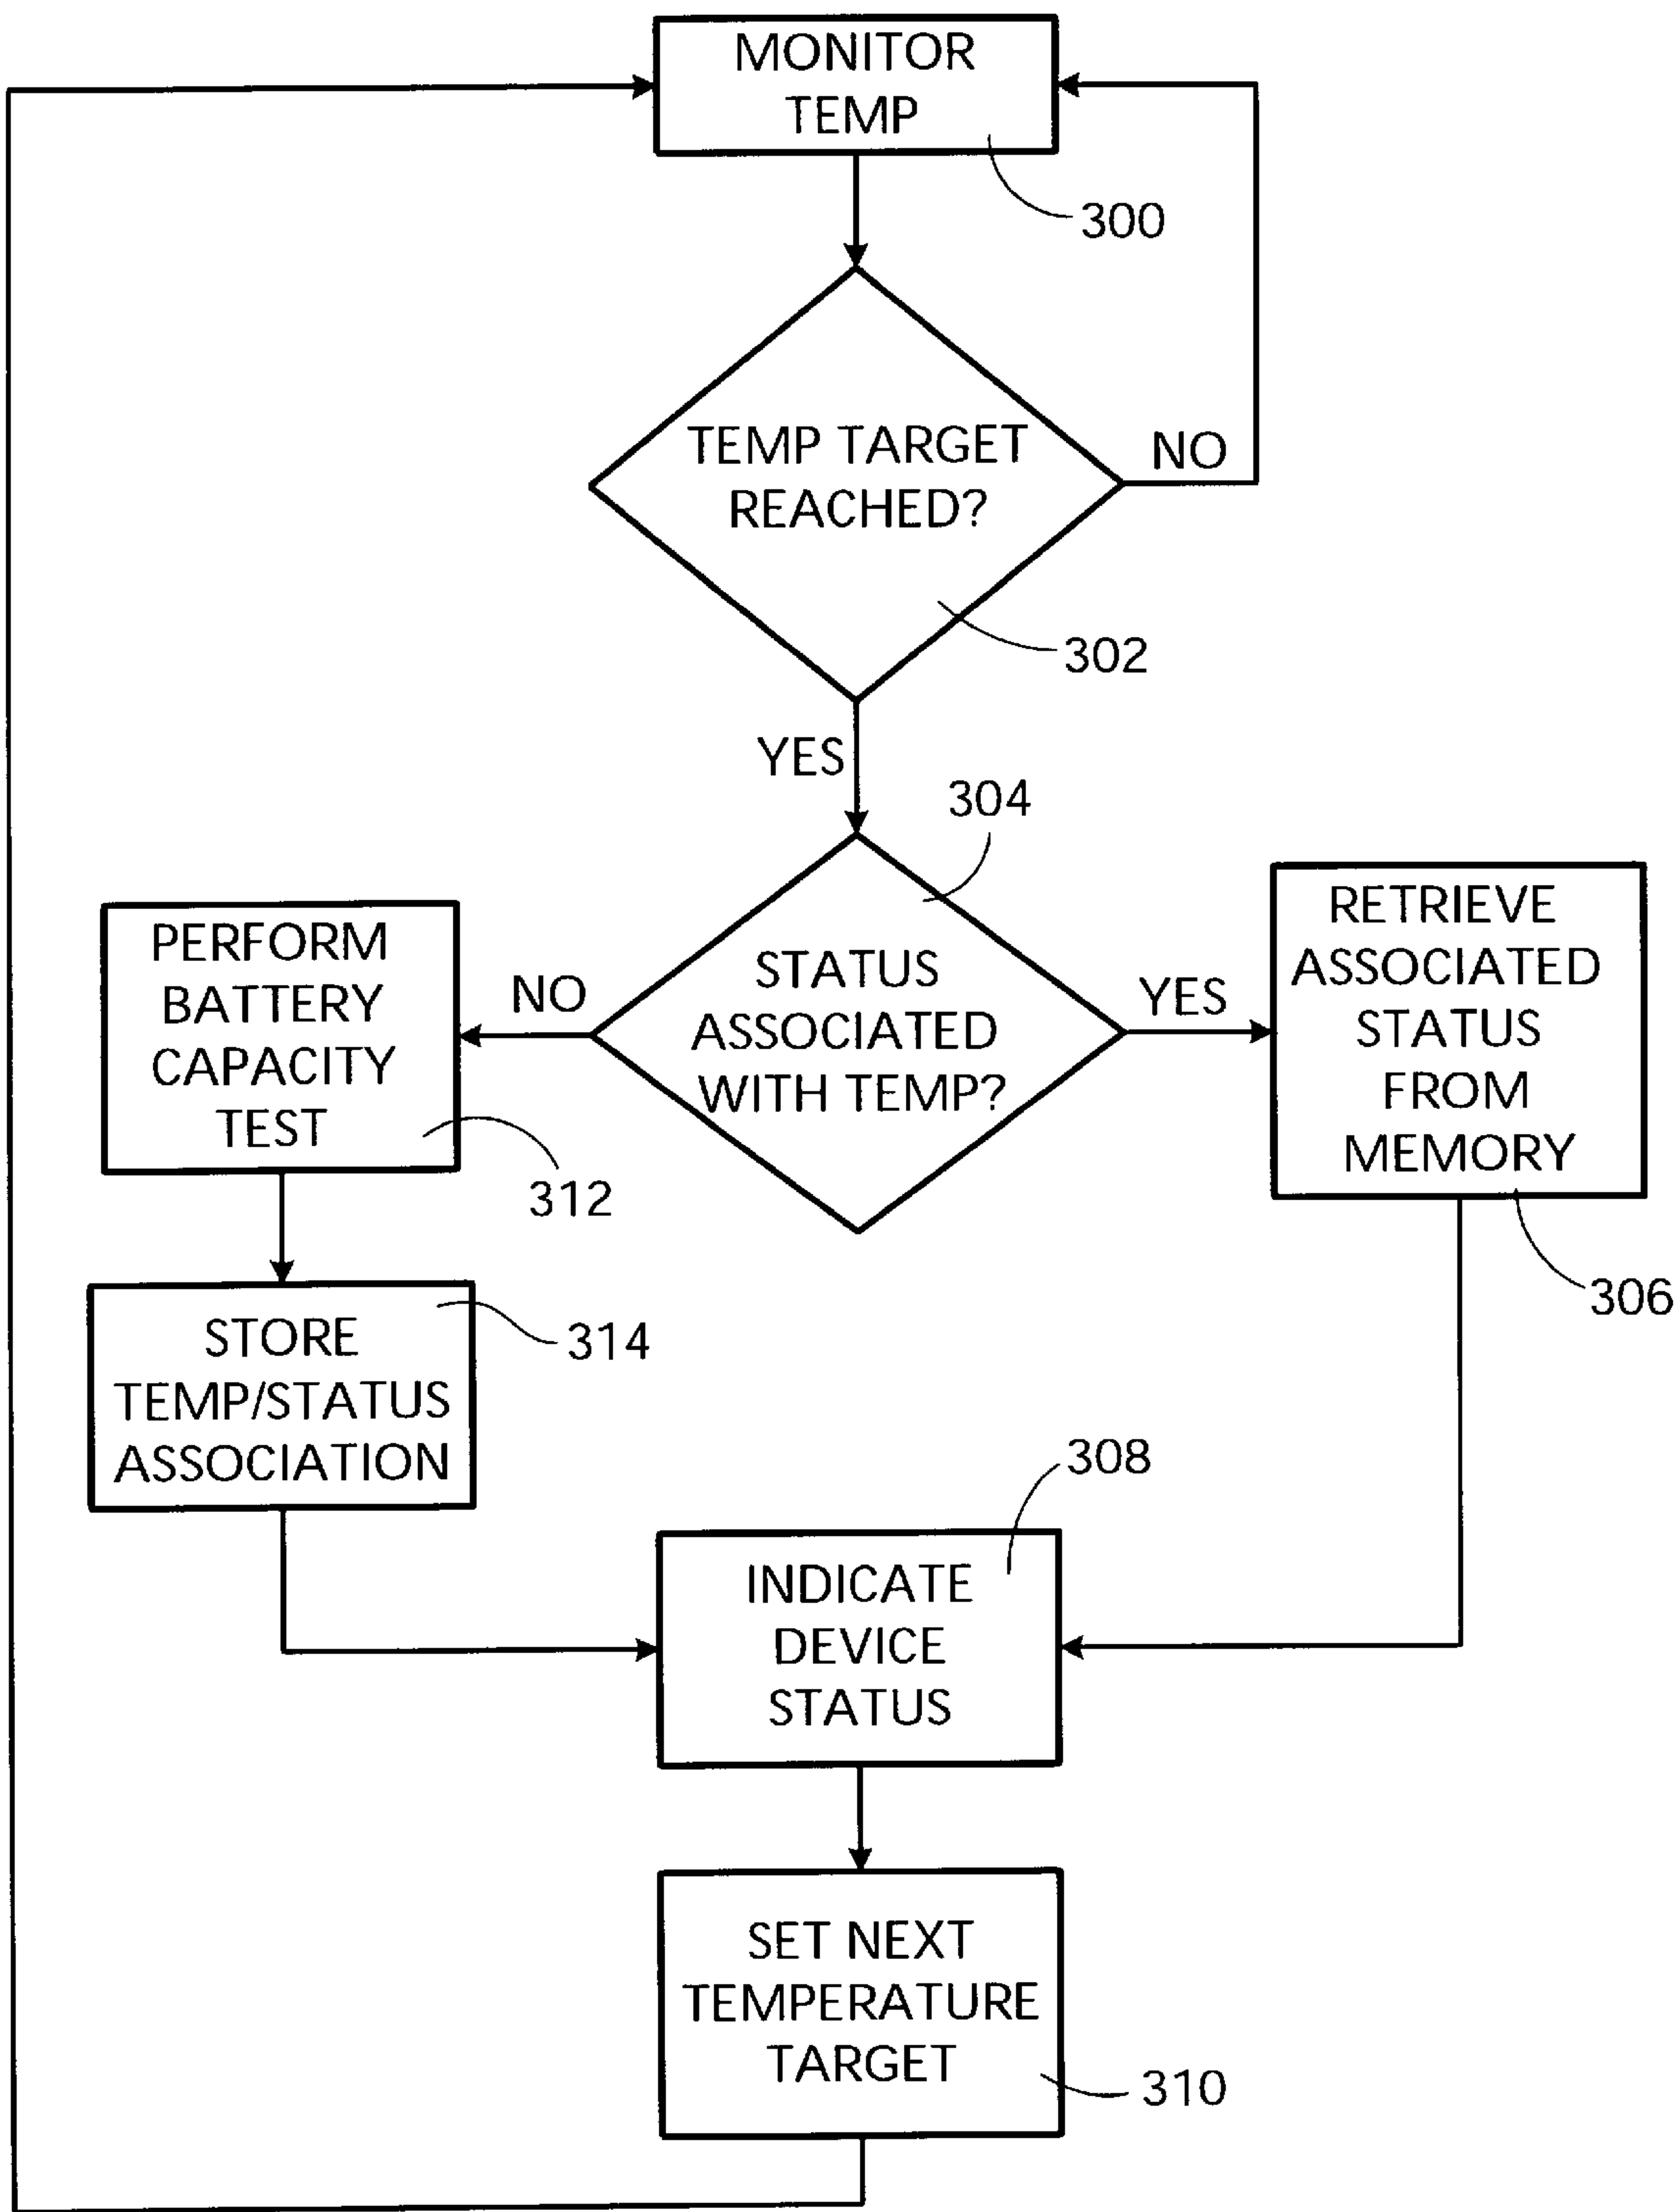 MONITOR
TEMP
300
TEMP TARGET
REACHED?
NO
302
YES
304
STATUS
ASSOCIATED
WITH TEMP?
NO
YES
PERFORM
BATTERY
CAPACITY
TEST
312
RETRIEVE
ASSOCIATED
STATUS
FROM
MEMORY
306
STORE
TEMP/STATUS
ASSOCIATION
314
308
INDICATE
DEVICE
STATUS
SET NEXT
TEMPERATURE
TARGET
310